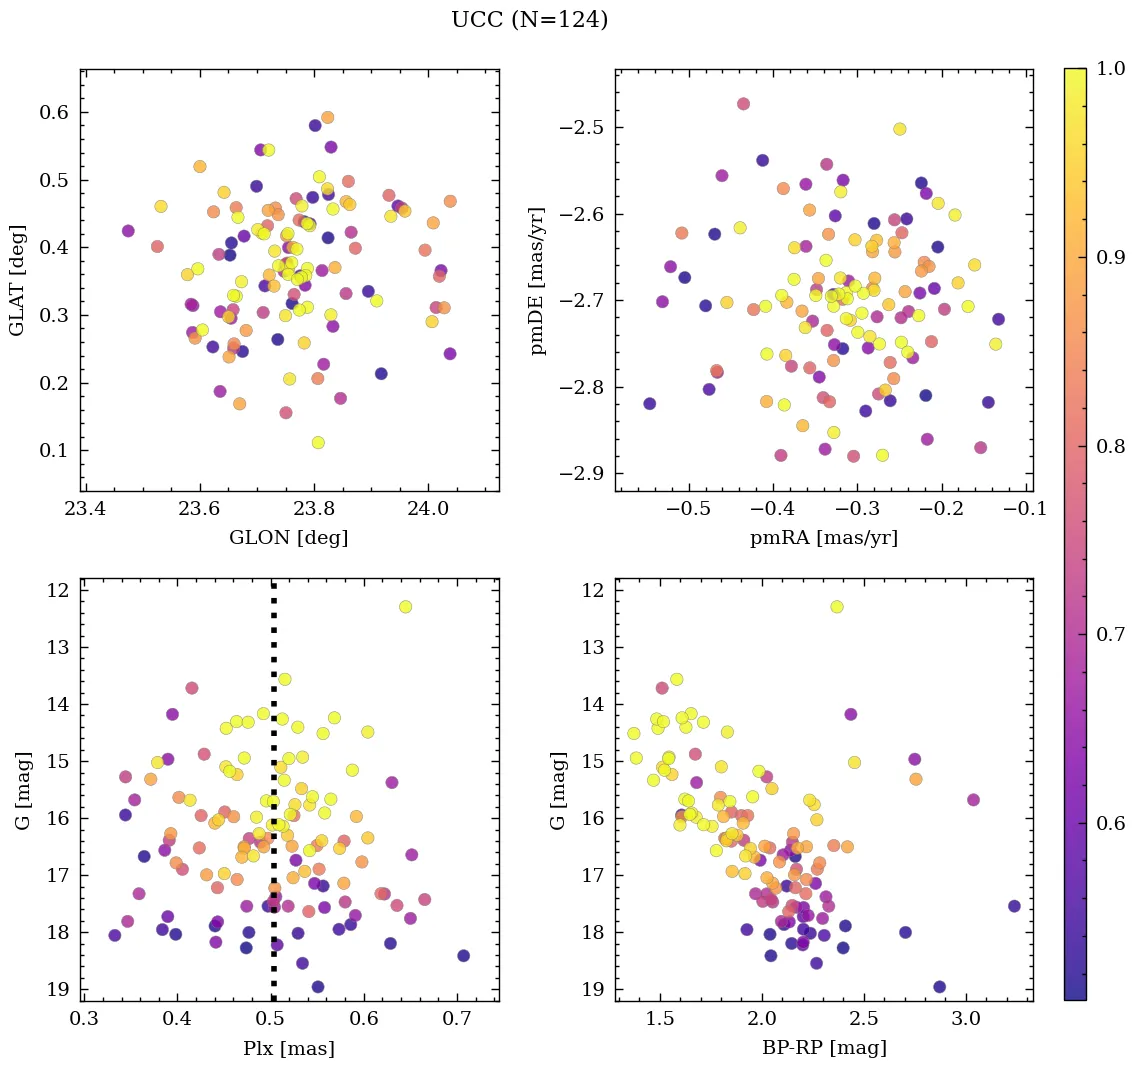 UCC (N=124)
0.6
0.5
0.4
0.3
0.2
0.1
GLAT [deg]
23.4 23.6 23.8 24.0
GLON [deg]
−2.5
−2.6
−2.7
−2.8
−2.9
pmDE [mas/yr]
−0.5 −0.4 −0.3 −0.2 −0.1
pmRA [mas/yr]
12
13
14
15
16
17
18
19
G [mag]
0.3 0.4 0.5 0.6 0.7
Plx [mas]
12
13
14
15
16
17
18
19
G [mag]
1.5 2.0 2.5 3.0
BP-RP [mag]
1.0
0.9
0.8
0.7
0.6